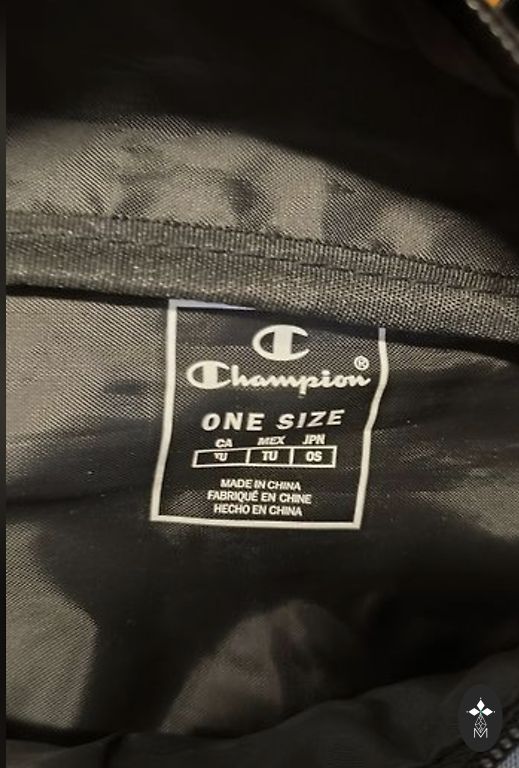 Champion®
ONE SIZE
CA MEX JPN
TU TU OS
MADE IN CHINA
FABRIQUÉ EN CHINE
HECHO EN CHINA
M